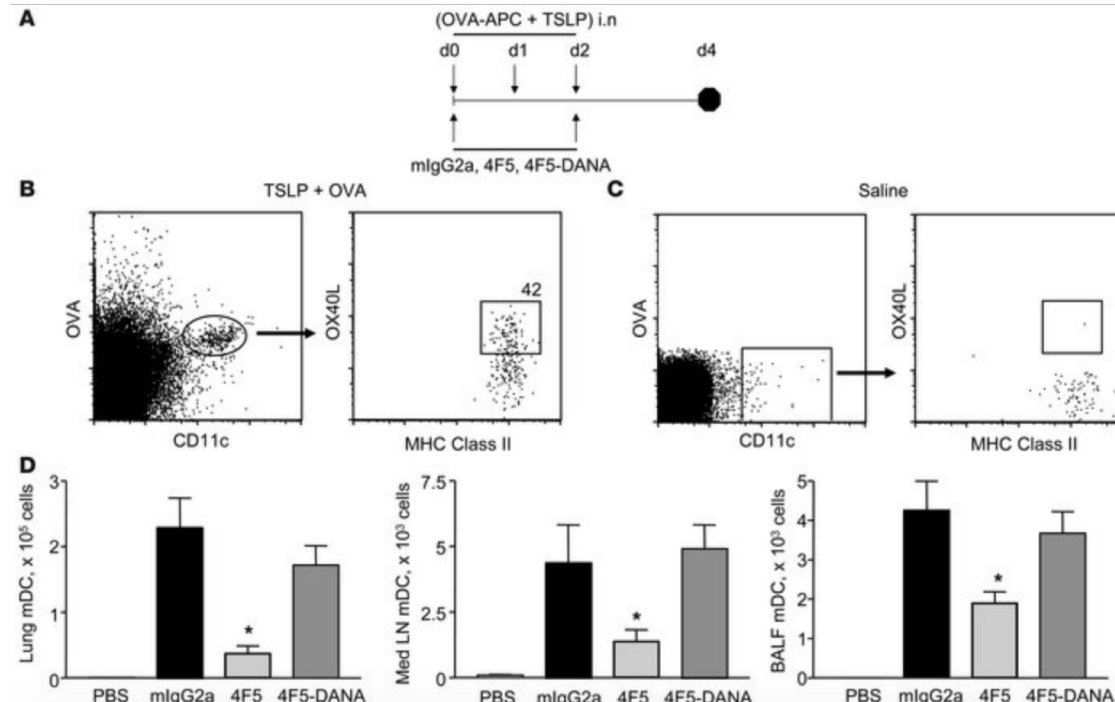 A
(OVA-APC + TSLP) i.n
d0 d1 d2 d4
mIgG2a, 4F5, 4F5-DANA
B
TSLP + OVA
OVA
CD11c
OX40L
42
MHC Class II
C
Saline
OVA
CD11c
OX40L
MHC Class II
D
Lung mDC, x 10⁵ cells
3
2
1
0
PBS mIgG2a 4F5 4F5-DANA
*
Med LN mDC, x 10³ cells
7.5
5
2.5
0
PBS mIgG2a 4F5 4F5-DANA
*
BALF mDC, x 10³ cells
5
4
3
2
1
0
PBS mIgG2a 4F5 4F5-DANA
*